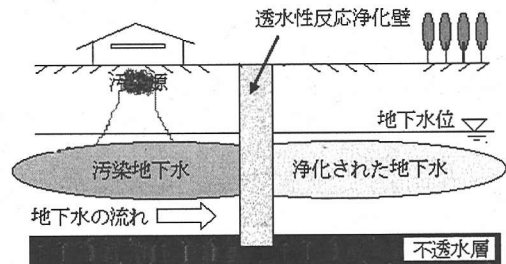 透水性反応浄化壁
汚染源
地下水位
汚染地下水
浄化された地下水
地下水の流れ
不透水層